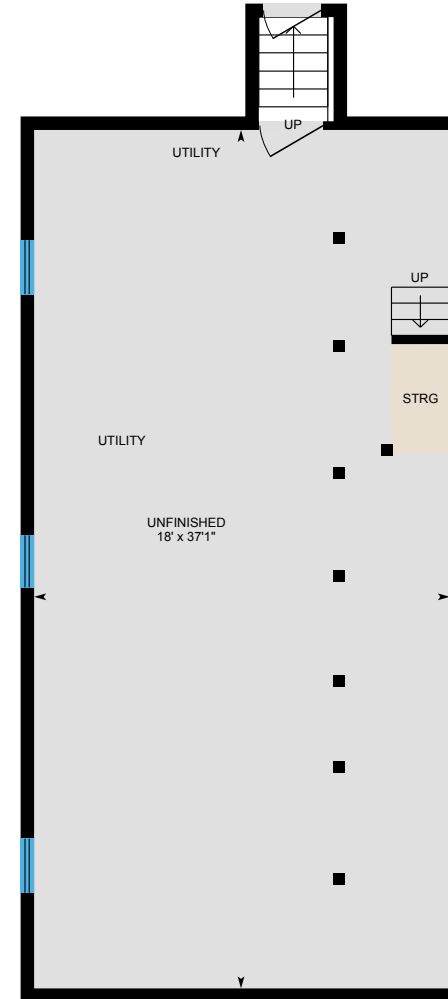 UP
UTILITY
UP
STRG
UTILITY
UNFINISHED
18' x 37'1"